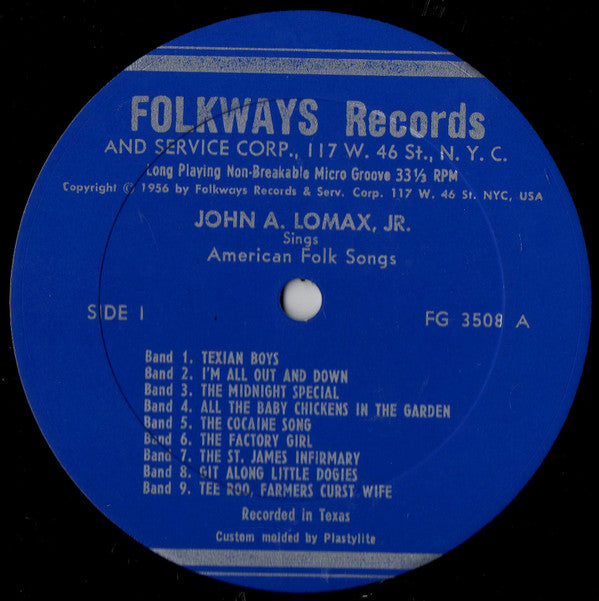 FOLKWAYS Records
AND SERVICE CORP., 117 W. 46 St., N. Y. C.
Long Playing Non-Breakable Micro Groove 33⅓ RPM
Copyright © 1956 by Folkways Records & Serv. Corp. 117 W. 46 St. NYC, USA
JOHN A. LOMAX, JR.
Sings
American Folk Songs
SIDE I
FG 3508 A
Band 1. TEXIAN BOYS
Band 2. I'M ALL OUT AND DOWN
Band 3. THE MIDNIGHT SPECIAL
Band 4. ALL THE BABY CHICKENS IN THE GARDEN
Band 5. THE COCAINE SONG
Band 6. THE FACTORY GIRL
Band 7. THE ST. JAMES INFIRMARY
Band 8. GIT ALONG LITTLE DOGIES
Band 9. TEE ROO, FARMERS CURST WIFE
Recorded in Texas
Custom molded by Plastylite